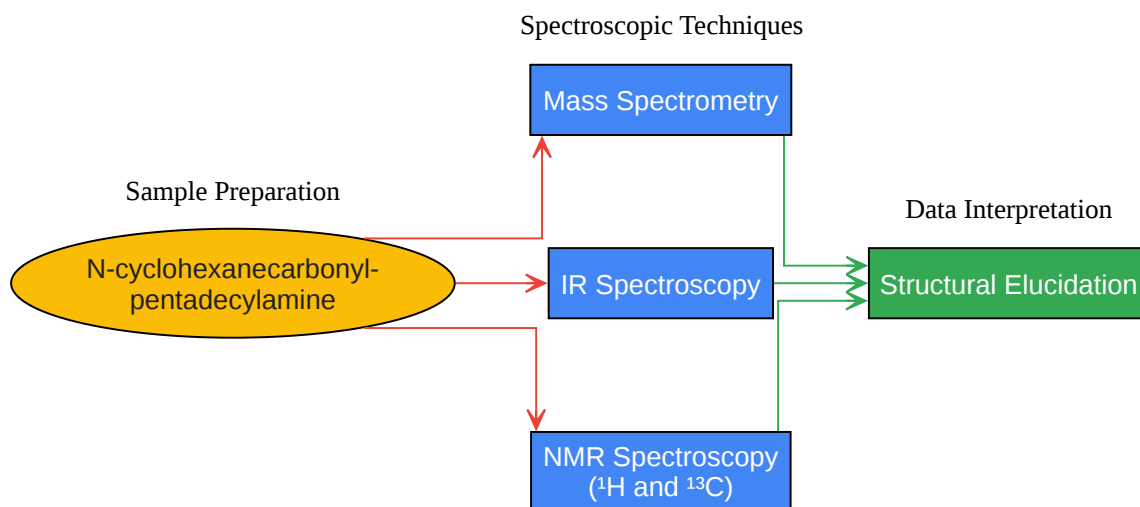 Spectroscopic Techniques
Mass Spectrometry
Sample Preparation
N-cyclohexanecarbonyl-
pentadecylamine
IR Spectroscopy
Data Interpretation
Structural Elucidation
NMR Spectroscopy
(¹H and ¹³C)